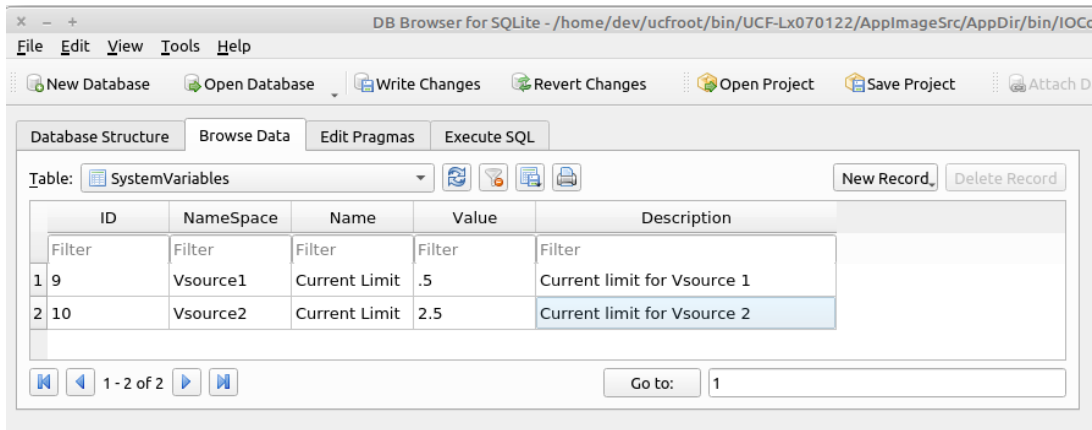 DB Browser for SQLite - /home/dev/ucfroot/bin/UCF-Lx070122/AppImageSrc/AppDir/bin/IOCo
File Edit View Tools Help
New Database Open Database Write Changes Revert Changes Open Project Save Project Attach D
Database Structure Browse Data Edit Pragmas Execute SQL
Table: SystemVariables New Record Delete Record
ID NameSpace Name Value Description
Filter Filter Filter Filter Filter
1 9 Vsource1 Current Limit .5 Current limit for Vsource 1
2 10 Vsource2 Current Limit 2.5 Current limit for Vsource 2
1 - 2 of 2 Go to: 1